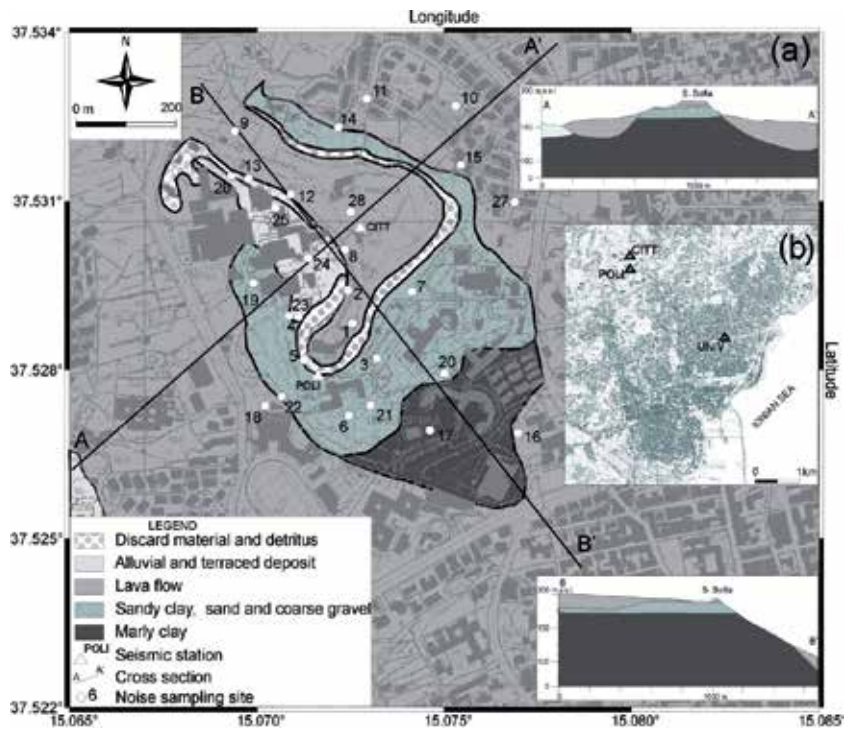 Longitude
37.534
N
0 m 200
A'
(a)
B
11
10
9
14
15
S- Sofia
A
A'
0
1000 m
37.531
13
26
12
25
28
27
CITT
8
24
19
2
7
23
4
1
5
3
20
POLI
Latitude
37.528
18
22
6
21
17
16
A
B'
(b)
CITT
POLI
UNIV
IONIAN SEA
0 1km
37.525
LEGEND
Discard material and detritus
Alluvial and terraced deposit
Lava flow
Sandy clay, sand and coarse gravel
Marly clay
POLI Seismic station
A A' Cross section
6 Noise sampling site
B
S- Sofia
B'
0
1000 m
37.522
15.065 15.070 15.075 15.080 15.085